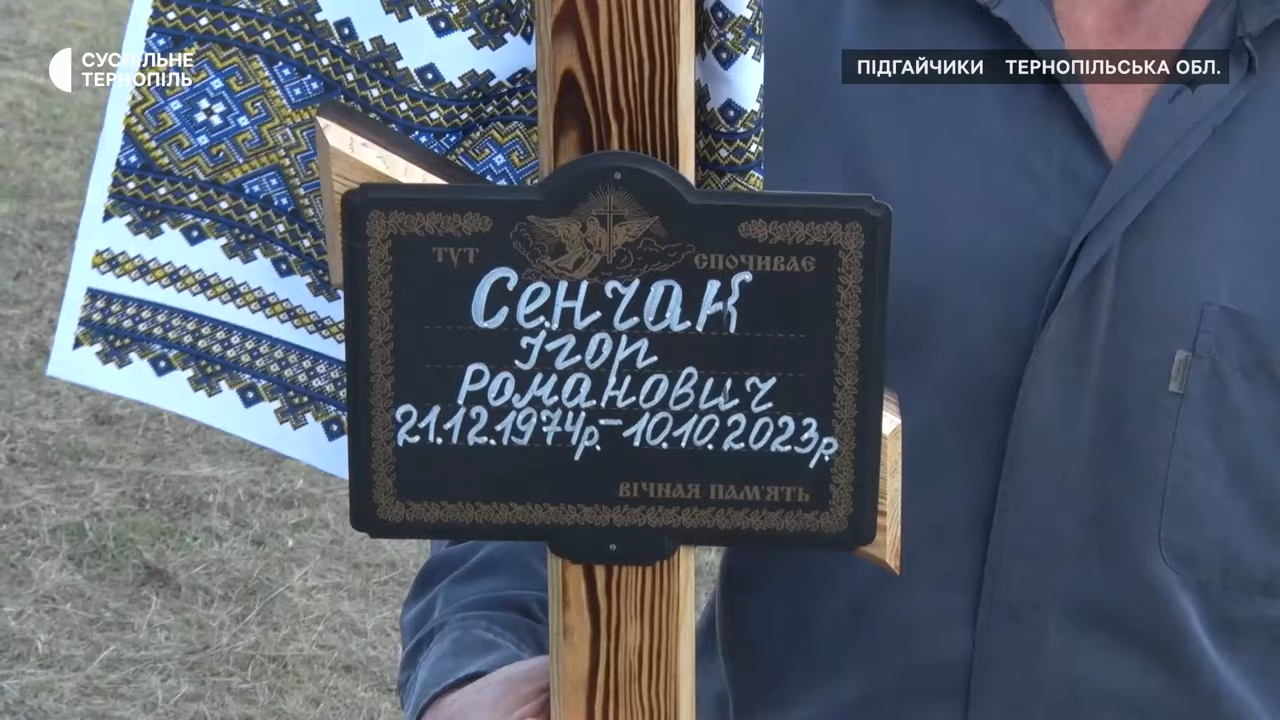 СУСПІЛЬНЕ
ТЕРНОПІЛЬ
ПІДГАЙЧИКИ ТЕРНОПІЛЬСЬКА ОБЛ.
ТУТ СПОЧИВАЄ
Сенчак
Ігор
Романович
21.12.1974р.-10.10.2023р.
ВІЧНАЯ ПАМ'ЯТЬ